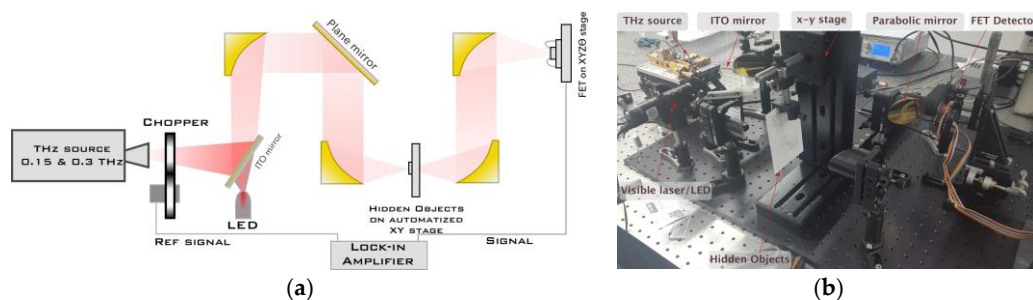 Plane mirror
FET on XYZΘ stage
Chopper
THz source
0.15 & 0.3 THz
ITO mirror
LED
Hidden Objects
on automatized
XY stage
Ref signal
Signal
Lock-in
Amplifier
(a)
THz source
ITO mirror
x-y stage
Parabolic mirror
FET Detector
Visible laser/LED
Hidden Objects
(b)